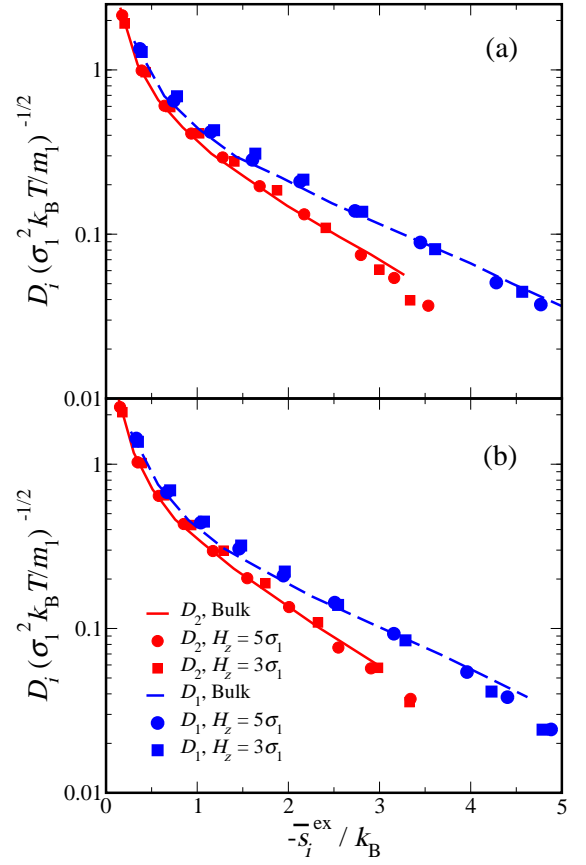 (a)
1
0.1
0.01
D_i (σ_1^2 k_B T/m_1)^{-1/2}
(b)
1
0.1
0.01
D_i (σ_1^2 k_B T/m_1)^{-1/2}
D_2, Bulk
D_2, H_z = 5σ_1
D_2, H_z = 3σ_1
D_1, Bulk
D_1, H_z = 5σ_1
D_1, H_z = 3σ_1
0 1 2 3 4 5
-s̅_i^{ex} / k_B